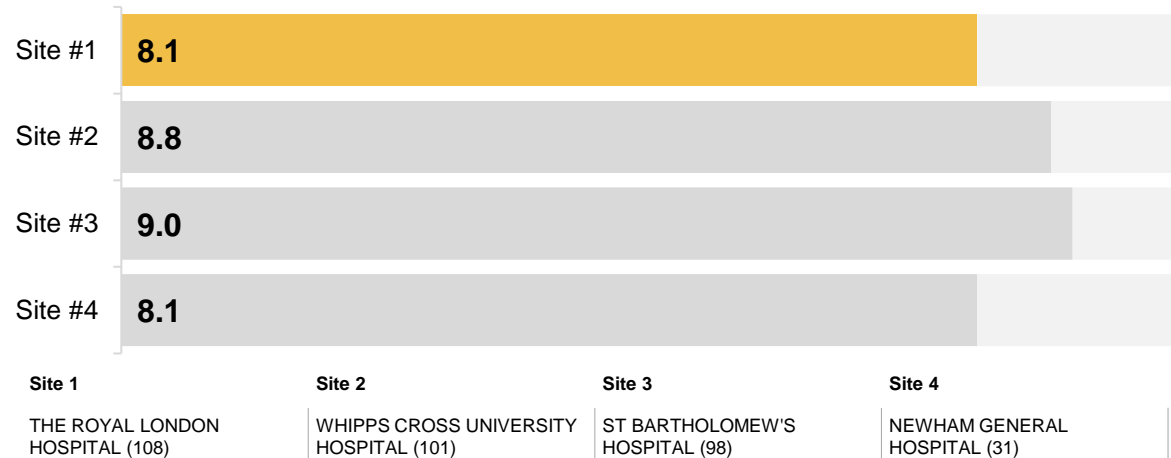 Site #1
8.1
Site #2
8.8
Site #3
9.0
Site #4
8.1
Site 1
THE ROYAL LONDON
HOSPITAL (108)
Site 2
WHIPPS CROSS UNIVERSITY
HOSPITAL (101)
Site 3
ST BARTHOLOMEW'S
HOSPITAL (98)
Site 4
NEWHAM GENERAL
HOSPITAL (31)